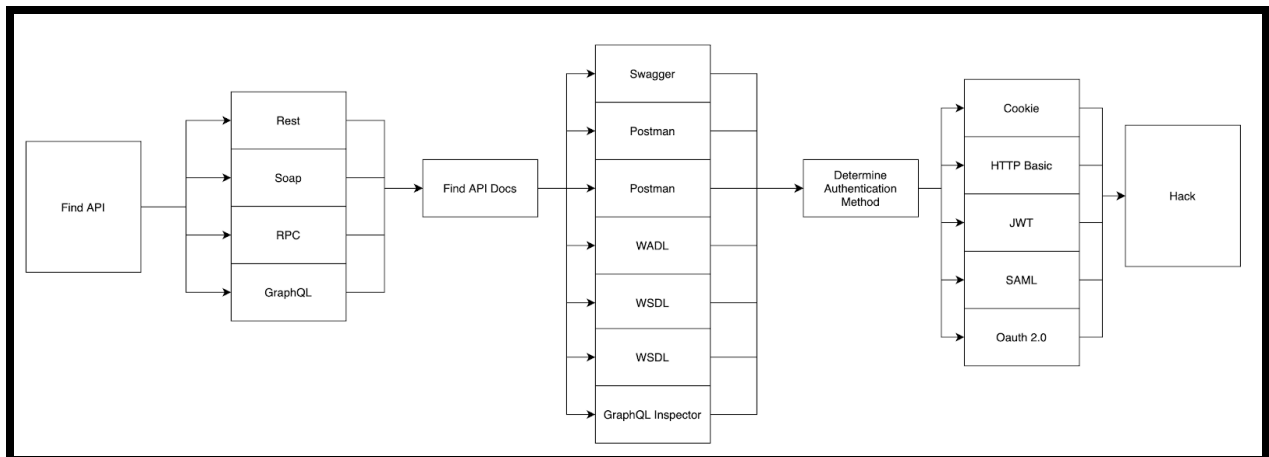 Find API
Rest
Soap
RPC
GraphQL
Find API Docs
Swagger
Postman
Postman
WADL
WSDL
WSDL
GraphQL Inspector
Determine
Authentication
Method
Cookie
HTTP Basic
JWT
SAML
Oauth 2.0
Hack